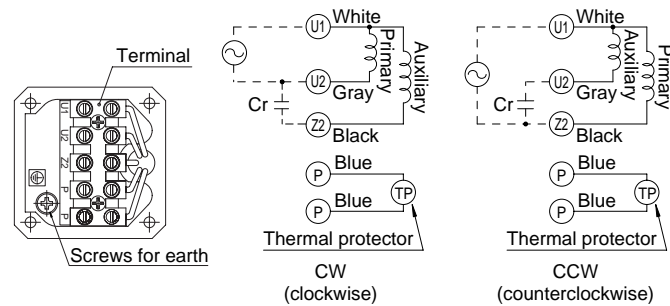 Terminal
U1
U2
Z2
P
P
Screws for earth
U1
White
Primary
Auxiliary
U2
Gray
Cr
Z2
Black
P
Blue
P
Blue
TP
Thermal protector
CW
(clockwise)
U1
White
Auxiliary
Primary
U2
Gray
Cr
Z2
Black
P
Blue
P
Blue
TP
Thermal protector
CCW
(counterclockwise)